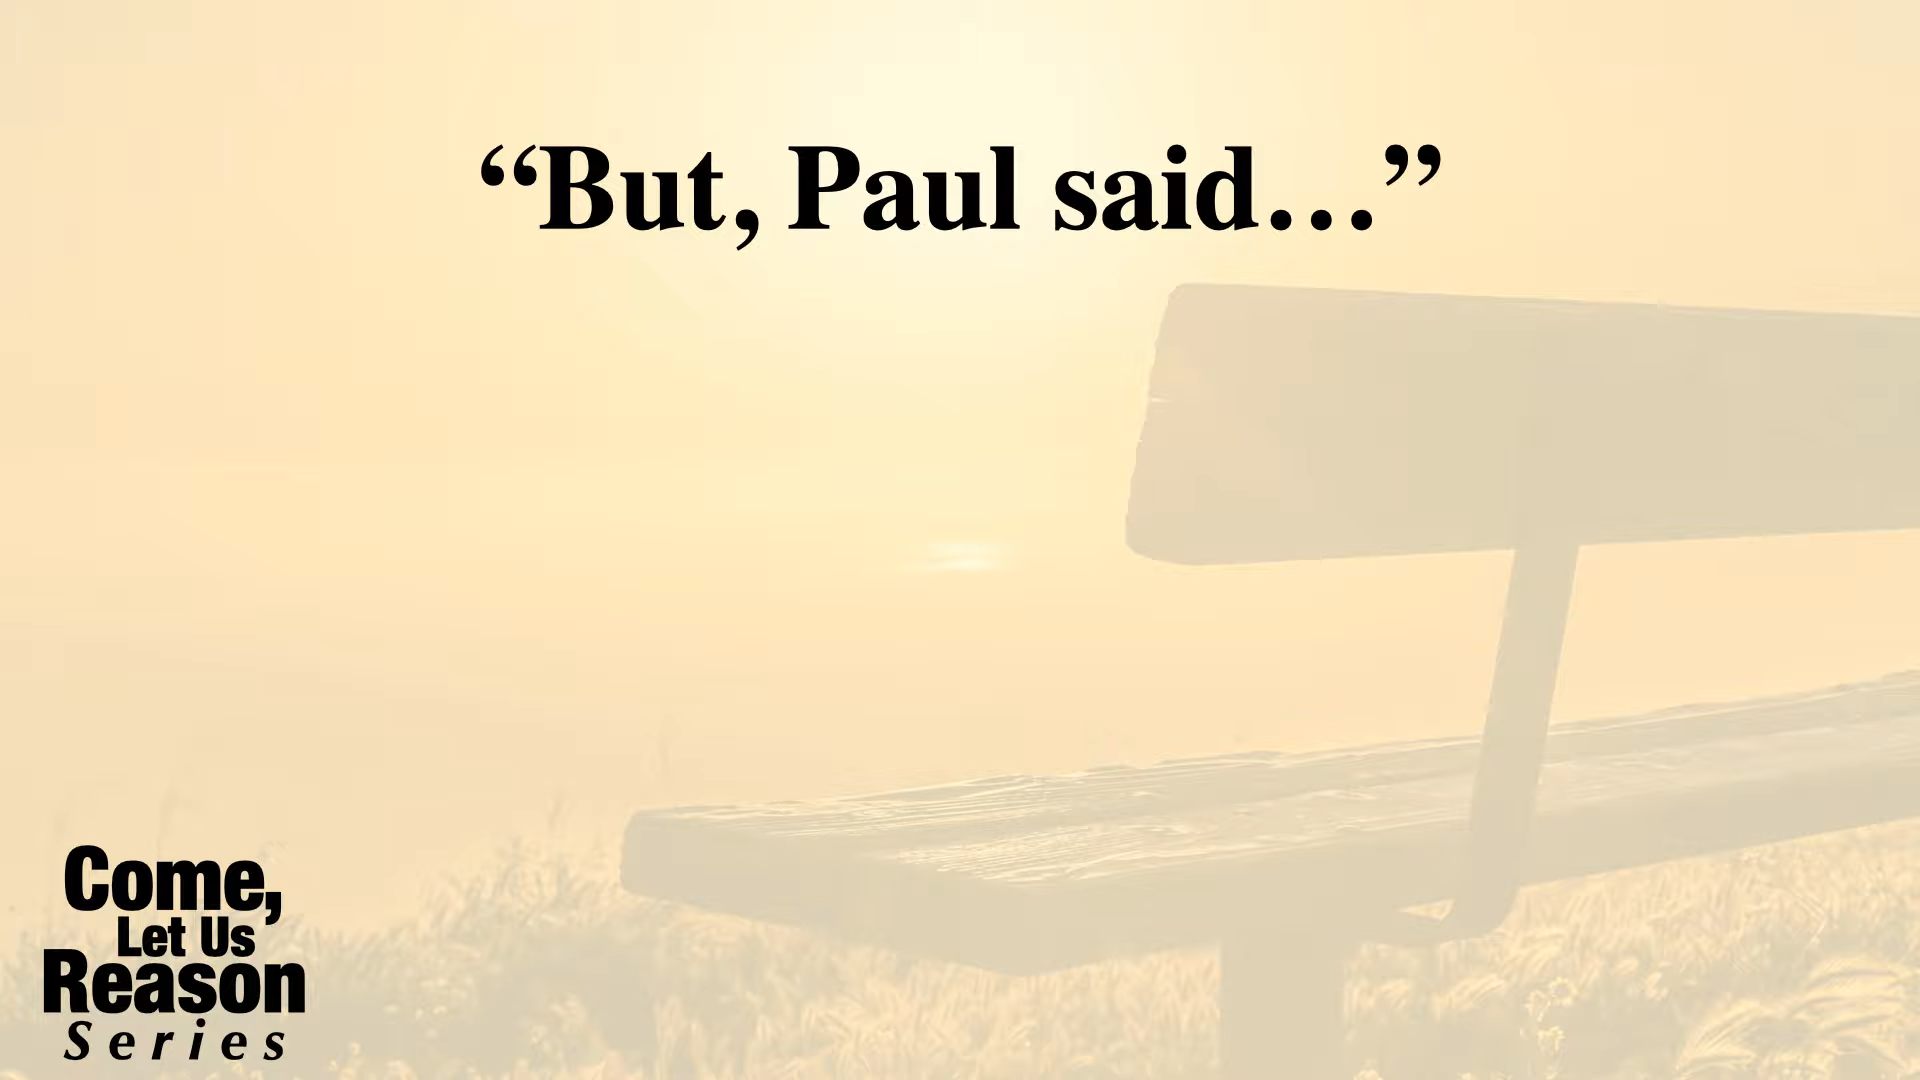 “But, Paul said…”
Come,
Let Us
Reason
Series